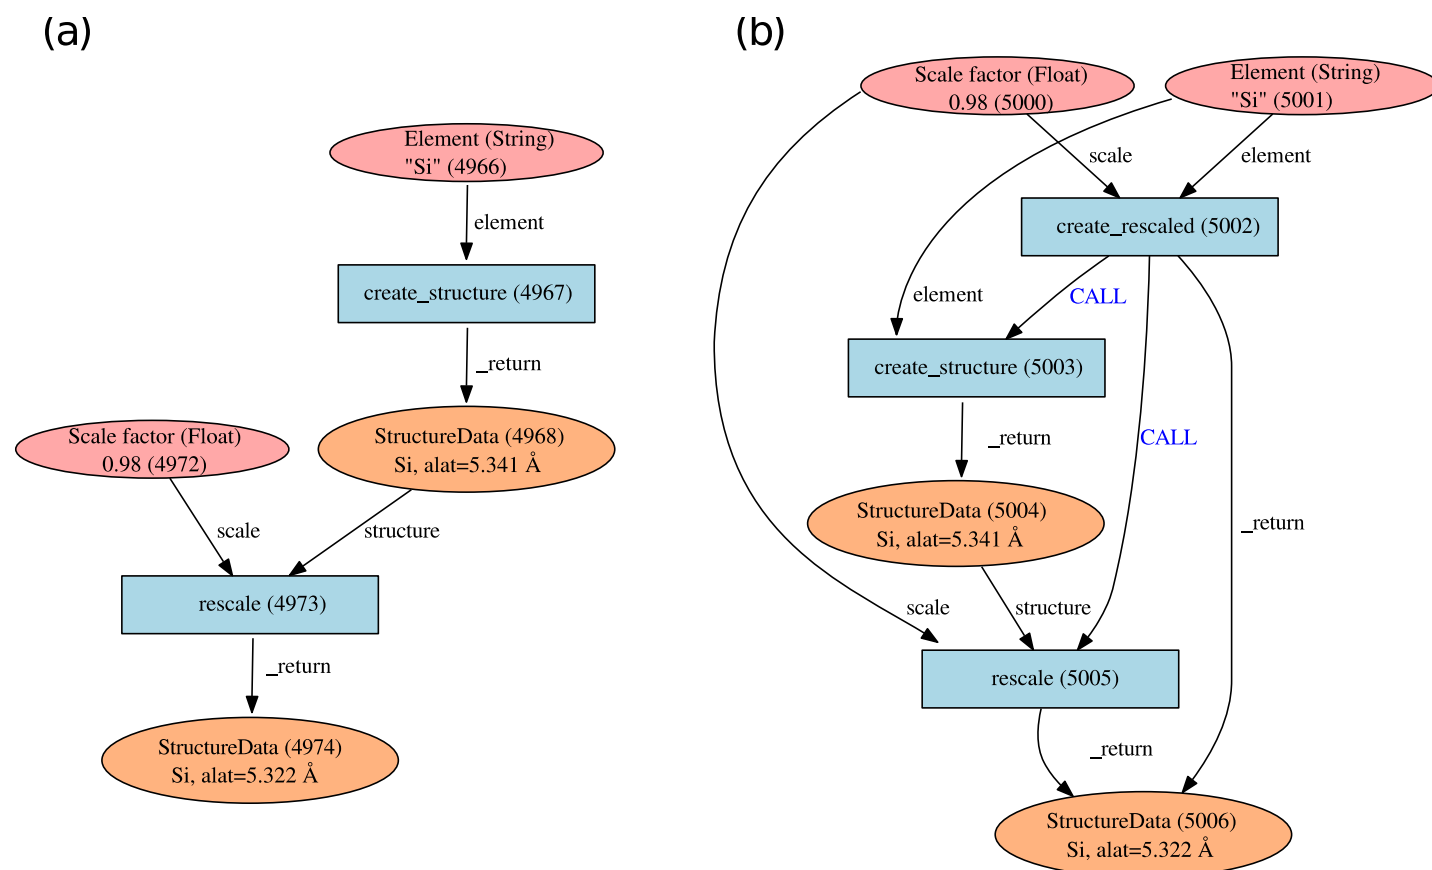 (a)
Element (String)
"Si" (4966)
element
create_structure (4967)
_return
Scale factor (Float)
0.98 (4972)
StructureData (4968)
Si, alat=5.341 Å
scale
structure
rescale (4973)
_return
StructureData (4974)
Si, alat=5.322 Å
(b)
Scale factor (Float)
0.98 (5000)
Element (String)
"Si" (5001)
scale
element
create_rescaled (5002)
element
CALL
create_structure (5003)
_return
CALL
StructureData (5004)
Si, alat=5.341 Å
_return
scale
structure
rescale (5005)
_return
StructureData (5006)
Si, alat=5.322 Å